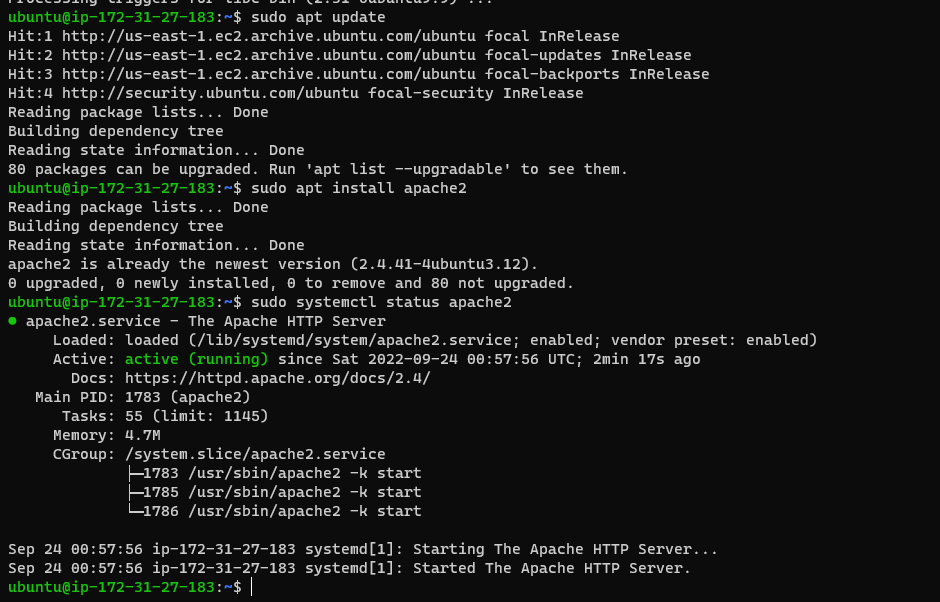 Processing triggers for libc-bin (2.31-0ubuntu9.9) ...
ubuntu@ip-172-31-27-183:~$ sudo apt update
Hit:1 http://us-east-1.ec2.archive.ubuntu.com/ubuntu focal InRelease
Hit:2 http://us-east-1.ec2.archive.ubuntu.com/ubuntu focal-updates InRelease
Hit:3 http://us-east-1.ec2.archive.ubuntu.com/ubuntu focal-backports InRelease
Hit:4 http://security.ubuntu.com/ubuntu focal-security InRelease
Reading package lists... Done
Building dependency tree
Reading state information... Done
80 packages can be upgraded. Run 'apt list --upgradable' to see them.
ubuntu@ip-172-31-27-183:~$ sudo apt install apache2
Reading package lists... Done
Building dependency tree
Reading state information... Done
apache2 is already the newest version (2.4.41-4ubuntu3.12).
0 upgraded, 0 newly installed, 0 to remove and 80 not upgraded.
ubuntu@ip-172-31-27-183:~$ sudo systemctl status apache2
● apache2.service - The Apache HTTP Server
     Loaded: loaded (/lib/systemd/system/apache2.service; enabled; vendor preset: enabled)
     Active: active (running) since Sat 2022-09-24 00:57:56 UTC; 2min 17s ago
       Docs: https://httpd.apache.org/docs/2.4/
   Main PID: 1783 (apache2)
      Tasks: 55 (limit: 1145)
     Memory: 4.7M
     CGroup: /system.slice/apache2.service
             ├─1783 /usr/sbin/apache2 -k start
             ├─1785 /usr/sbin/apache2 -k start
             └─1786 /usr/sbin/apache2 -k start
Sep 24 00:57:56 ip-172-31-27-183 systemd[1]: Starting The Apache HTTP Server...
Sep 24 00:57:56 ip-172-31-27-183 systemd[1]: Started The Apache HTTP Server.
ubuntu@ip-172-31-27-183:~$